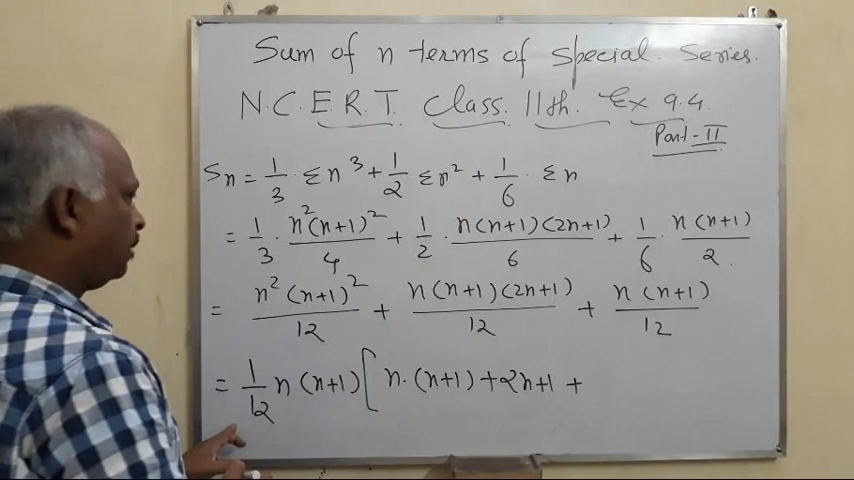 Sum of n terms of special. Series.
N.C.E.R.T. Class. 11th. Ex 9.4.
Part-II
Sn = 1/3 · Σn³ + 1/2 Σn² + 1/6 · Σn
= 1/3 · n²(n+1)²/4 + 1/2 · n(n+1)(2n+1)/6 + 1/6 · n(n+1)/2
= n²(n+1)²/12 + n(n+1)(2n+1)/12 + n(n+1)/12
= 1/12 n(n+1)[n·(n+1)+2n+1+